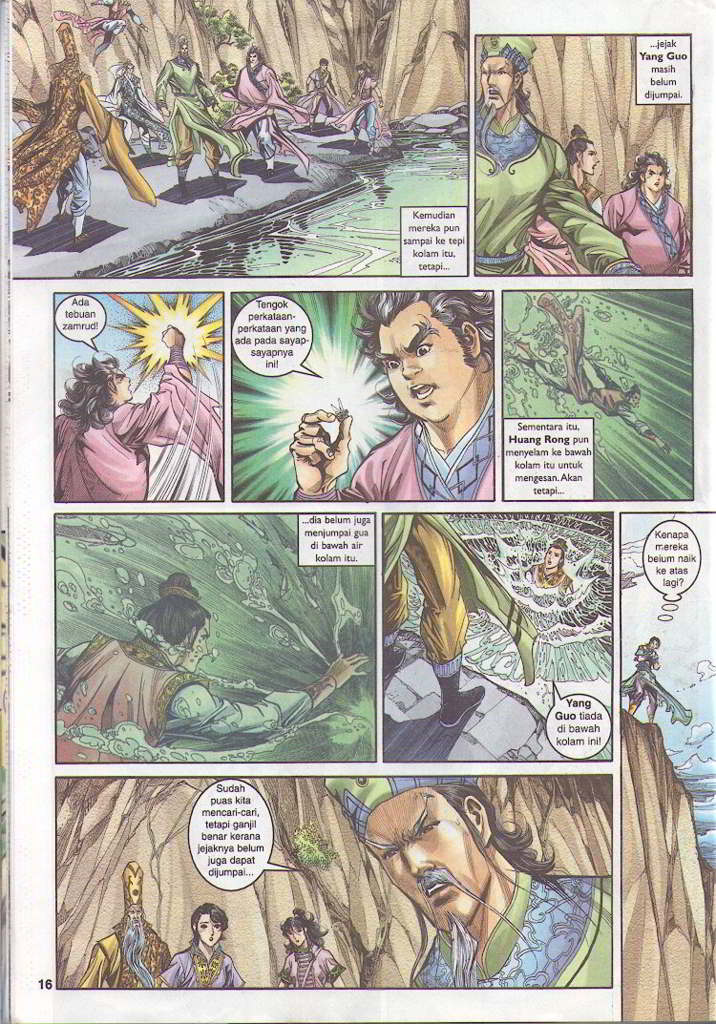 Kemudian
mereka pun
sampai ke tepi
kolam itu,
tetapi...
...jejak
Yang Guo
masih
belum
dijumpai.
Ada
tebuan
zamrud!
Tengok
perkataan-
perkataan yang
ada pada sayap-
sayapnya
ini!
Sementara itu,
Huang Rong pun
menyelam ke bawah
kolam itu untuk
mengesan. Akan
tetapi...
...dia belum juga
menjumpai gua
di bawah air
kolam itu.
Yang
Guo tiada
di bawah
kolam ini!
Kenapa
mereka
belum naik
ke atas
lagi?
Sudah
puas kita
mencari-cari,
tetapi ganjil
benar kerana
jejaknya belum
juga dapat
dijumpai...
16